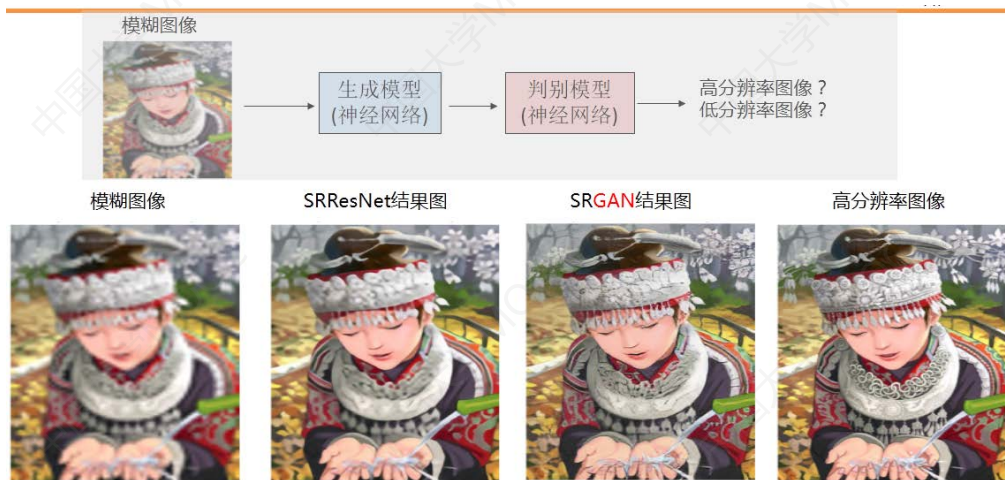 模糊图像
生成模型
(神经网络)
判别模型
(神经网络)
高分辨率图像？
低分辨率图像？
模糊图像
SRResNet结果图
SRGAN结果图
高分辨率图像